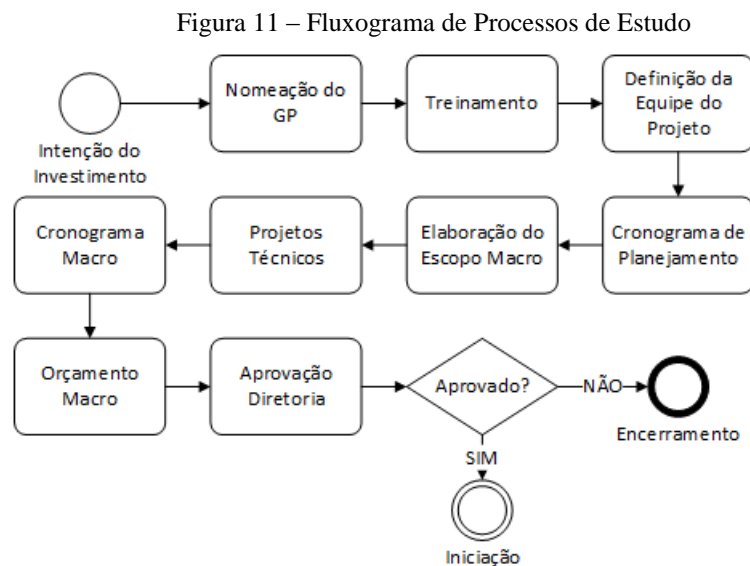 Figura 11 – Fluxograma de Processos de Estudo
Intenção do
Investimento
Nomeação do
GP
Treinamento
Definição da
Equipe do
Projeto
Cronograma de
Planejamento
Elaboração do
Escopo Macro
Projetos
Técnicos
Cronograma
Macro
Orçamento
Macro
Aprovação
Diretoria
Aprovado?
NÃO
Encerramento
SIM
Iniciação